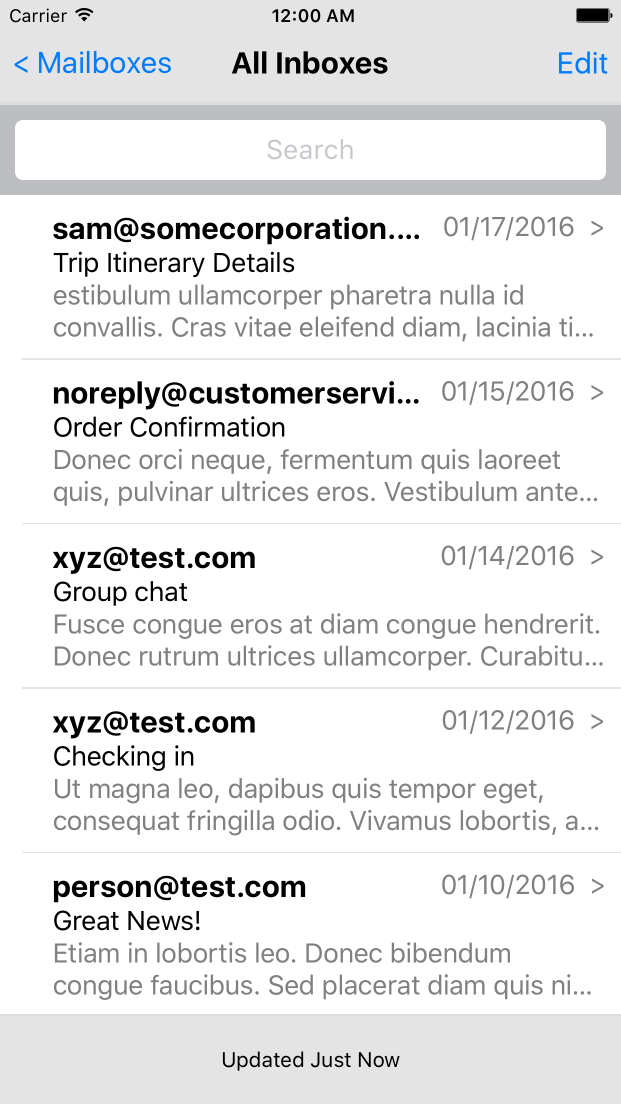 Carrier 12:00 AM
< Mailboxes All Inboxes Edit
Search
sam@somecorporation.... 01/17/2016 >
Trip Itinerary Details
estibulum ullamcorper pharetra nulla id
convallis. Cras vitae eleifend diam, lacinia ti...
noreply@customerservi... 01/15/2016 >
Order Confirmation
Donec orci neque, fermentum quis laoreet
quis, pulvinar ultrices eros. Vestibulum ante...
xyz@test.com 01/14/2016 >
Group chat
Fusce congue eros at diam congue hendrerit.
Donec rutrum ultrices ullamcorper. Curabitu...
xyz@test.com 01/12/2016 >
Checking in
Ut magna leo, dapibus quis tempor eget,
consequat fringilla odio. Vivamus lobortis, a...
person@test.com 01/10/2016 >
Great News!
Etiam in lobortis leo. Donec bibendum
congue faucibus. Sed placerat diam quis ni...
Updated Just Now